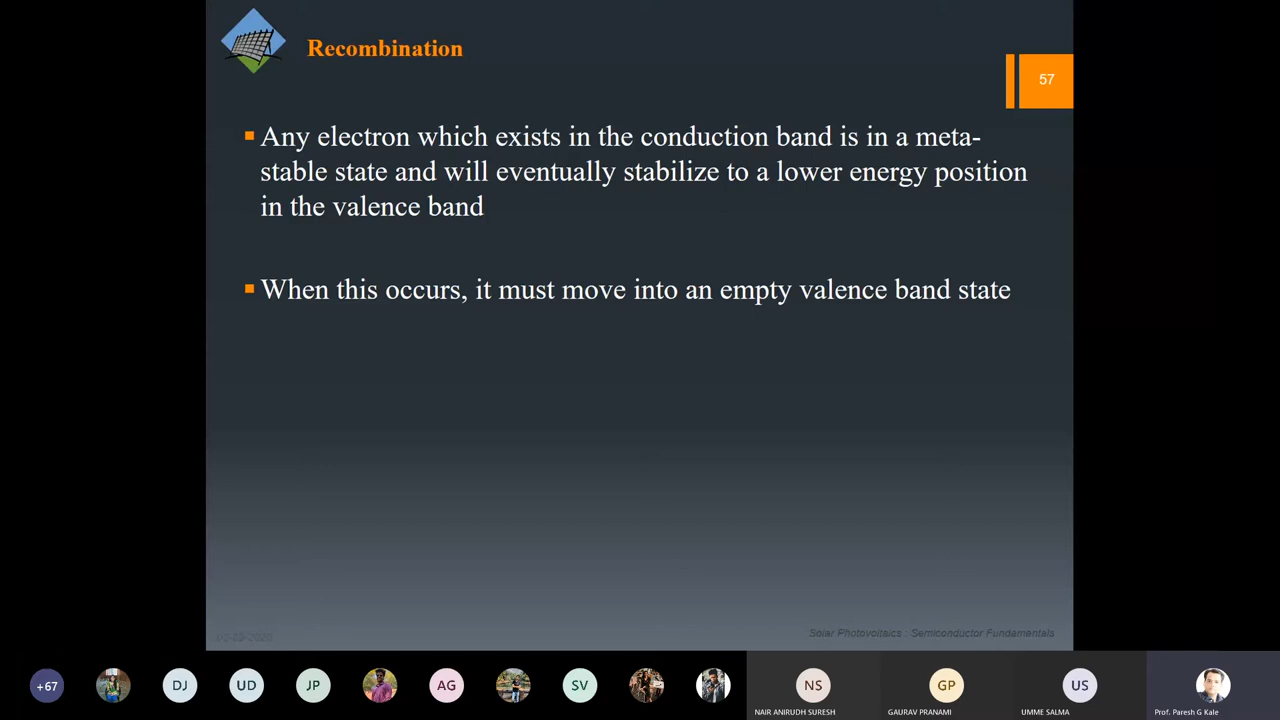 Recombination
57
Any electron which exists in the conduction band is in a meta-
stable state and will eventually stabilize to a lower energy position
in the valence band
When this occurs, it must move into an empty valence band state
Solar Photovoltaics : Semiconductor Fundamentals
+67
DJ
UD
JP
AG
SV
NS
GP
US
NAIR ANIRUDH SURESH
GAURAV PRANAMI
UMME SALMA
Prof. Paresh G Kale